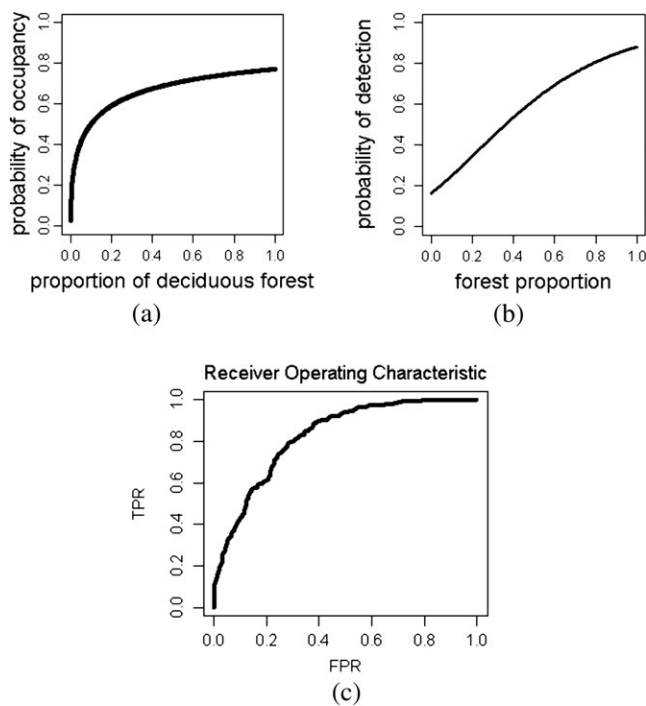 probability of occupancy
0.0 0.2 0.4 0.6 0.8 1.0
0.0 0.2 0.4 0.6 0.8 1.0
proportion of deciduous forest
(a)
probability of detection
0.0 0.2 0.4 0.6 0.8 1.0
0.0 0.2 0.4 0.6 0.8 1.0
forest proportion
(b)
Receiver Operating Characteristic
TPR
0.0 0.2 0.4 0.6 0.8 1.0
0.0 0.2 0.4 0.6 0.8 1.0
FPR
(c)